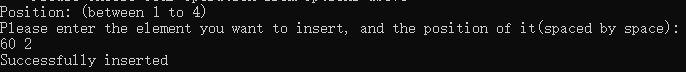 Position: (between 1 to 4)
Please enter the element you want to insert, and the position of it(spaced by space):
60 2
Successfully inserted